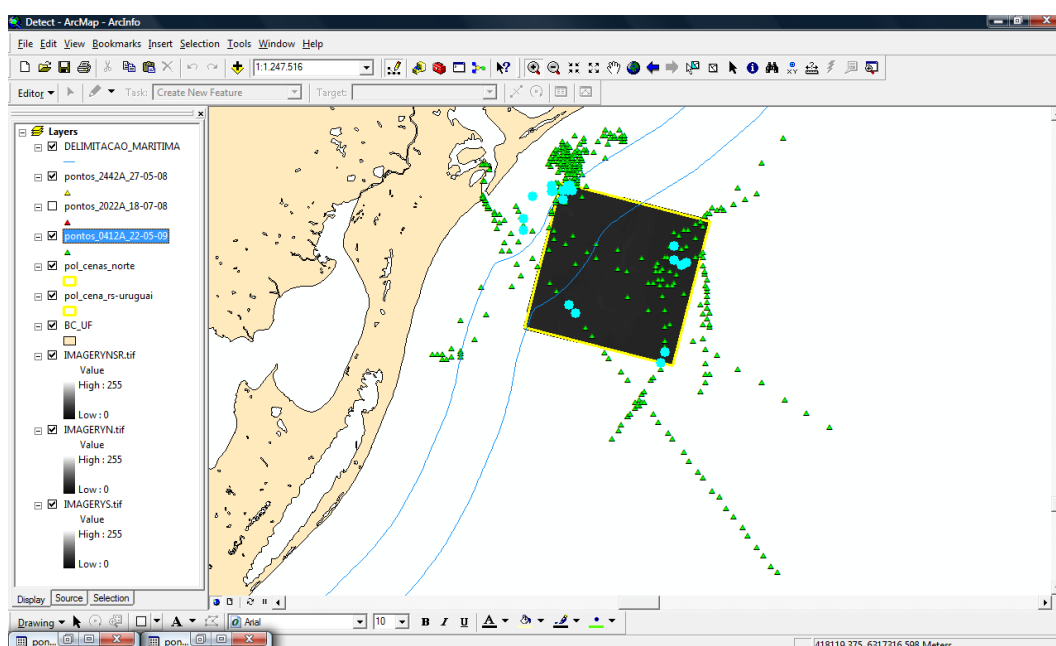 Detect - ArcMap - ArcInfo
File Edit View Bookmarks Insert Selection Tools Window Help
1:1.247.516
Editor Task: Create New Feature Target:
Layers
DELIMITACAO_MARITIMA
pontos_2442A_27-05-08
pontos_2022A_18-07-08
pontos_0412A_22-05-09
pol_cenas_norte
pol_cena_rs-uruguai
BC_UF
IMAGERYNSR.tif
Value
High : 255
Low : 0
IMAGERYN.tif
Value
High : 255
Low : 0
IMAGERYS.tif
Value
High : 255
Low : 0
Display Source Selection
Drawing A Arial 10 B I U A
pon... pon...
418119,375 6317316,598 Meters